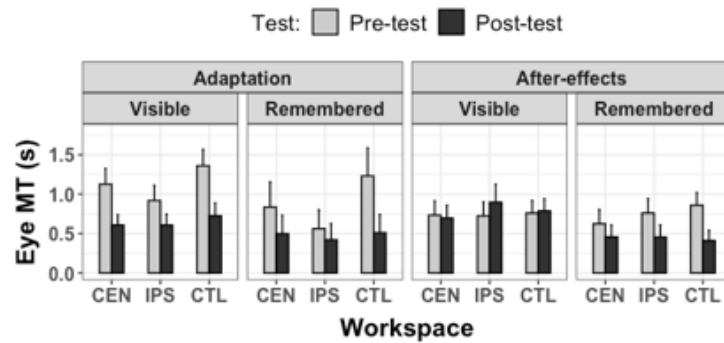 Test: Pre-test Post-test
Adaptation After-effects
Visible Remembered Visible Remembered
Eye MT (s)
1.5
1.0
0.5
0.0
CEN IPS CTL CEN IPS CTL CEN IPS CTL CEN IPS CTL
Workspace